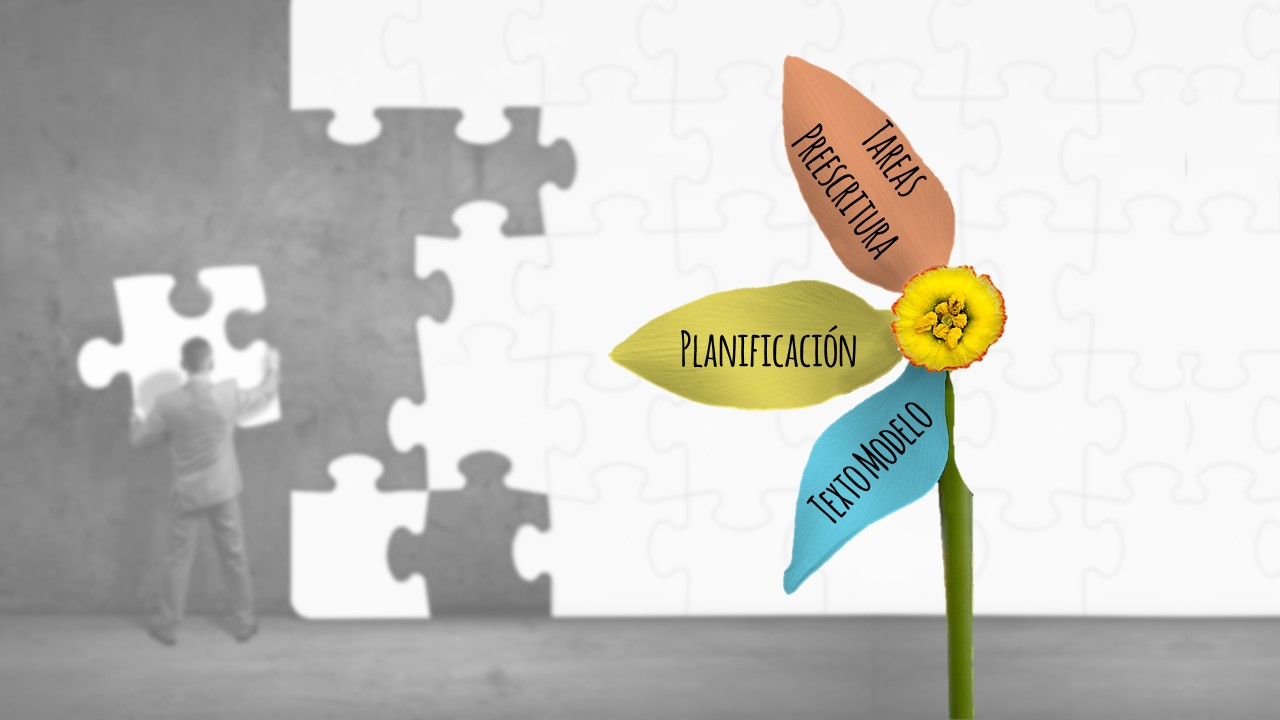 Tareas
preescritura
Planificación
Texto Modelo